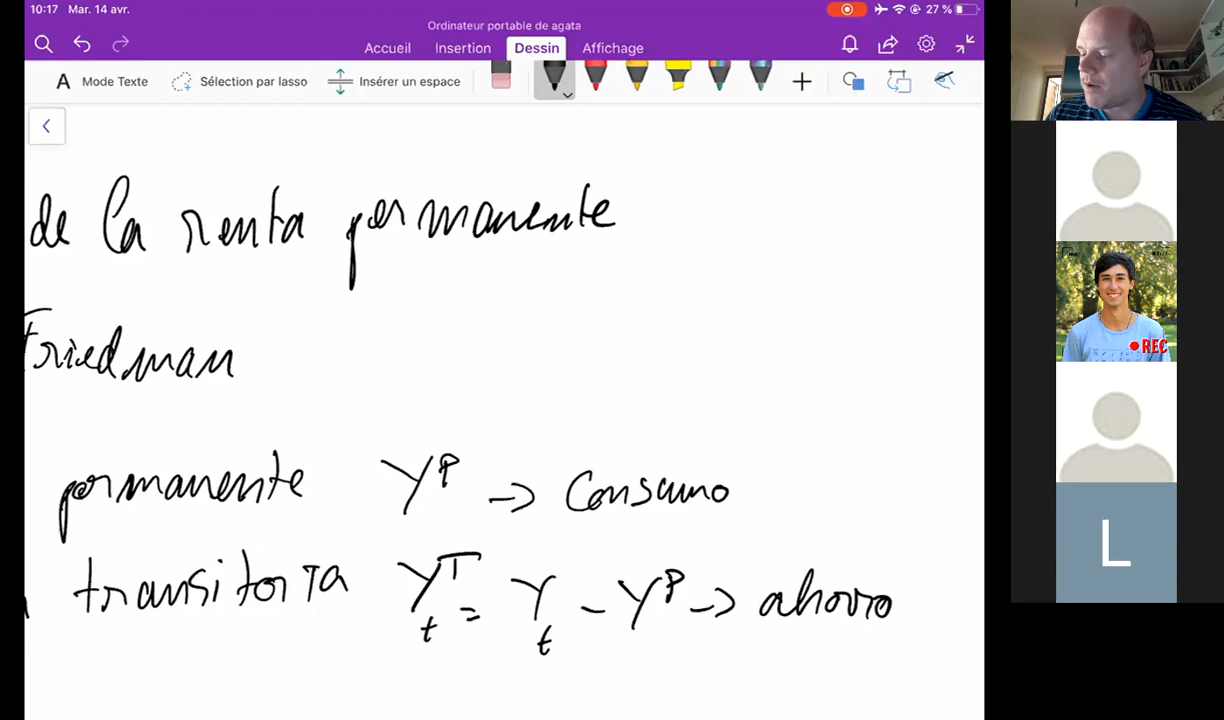 10:17 Mar. 14 avr.
27 %
Ordinateur portable de agata
Accueil Insertion Dessin Affichage
A Mode Texte Sélection par lasso Insérer un espace
de la renta permanente
Friedman
permanente Y^P -> Consumo
transitoria Y_t^T = Y_t - Y^P -> ahorro
REC
L